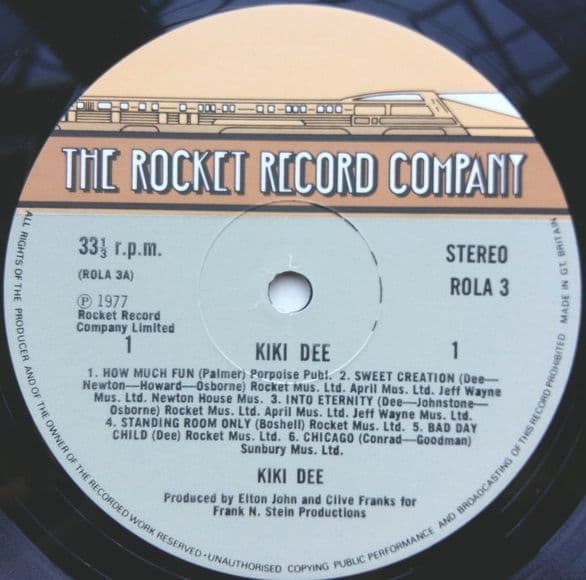 THE ROCKET RECORD COMPANY
33⅓ r.p.m.
STEREO
(ROLA 3A)
ROLA 3
Ⓟ 1977
Rocket Record
Company Limited
1
KIKI DEE
1
1. HOW MUCH FUN (Palmer) Porpoise Publ. 2. SWEET CREATION (Dee—
Newton—Howard—Osborne) Rocket Mus. Ltd. April Mus. Ltd. Jeff Wayne
Mus. Ltd. Newton House Mus. 3. INTO ETERNITY (Dee—Johnstone—
Osborne) Rocket Mus. Ltd. April Mus. Ltd. Jeff Wayne Mus. Ltd.
4. STANDING ROOM ONLY (Boshell) Rocket Mus. Ltd. 5. BAD DAY
CHILD (Dee) Rocket Mus. Ltd. 6. CHICAGO (Conrad—Goodman)
Sunbury Mus. Ltd.
KIKI DEE
Produced by Elton John and Clive Franks for
Frank N. Stein Productions
ALL RIGHTS OF THE PRODUCER AND OF THE OWNER OF THE RECORDED WORK RESERVED • UNAUTHORISED COPYING PUBLIC PERFORMANCE AND BROADCASTING OF THIS RECORD PROHIBITED MADE IN GT. BRITAIN